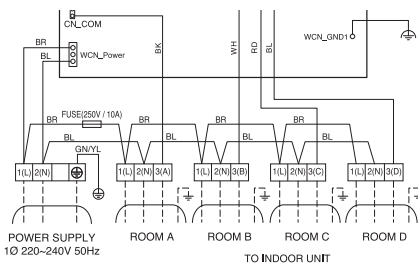 CN_COM
BR
WCN_Power
BL
BK
WH
RD
BL
WCN_GND1
BR
FUSE(250V / 10A)
BR
BR
BR
BL
BL
BL
BL
GN/YL
1(L) 2(N)
1(L) 2(N) 3(A)
1(L) 2(N) 3(B)
1(L) 2(N) 3(C)
1(L) 2(N) 3(D)
POWER SUPPLY
1Ø 220~240V 50Hz
ROOM A
ROOM B
ROOM C
ROOM D
TO INDOOR UNIT